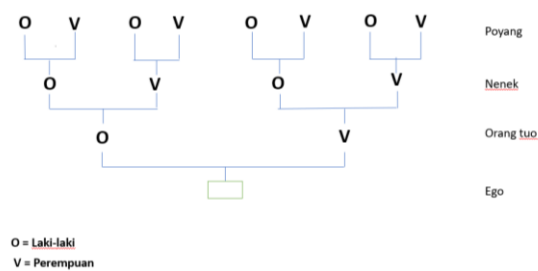 O V O V O V O V Poyang
O V O V Nenek
O V Orang tuo
Ego
O = Laki-laki
V = Perempuan